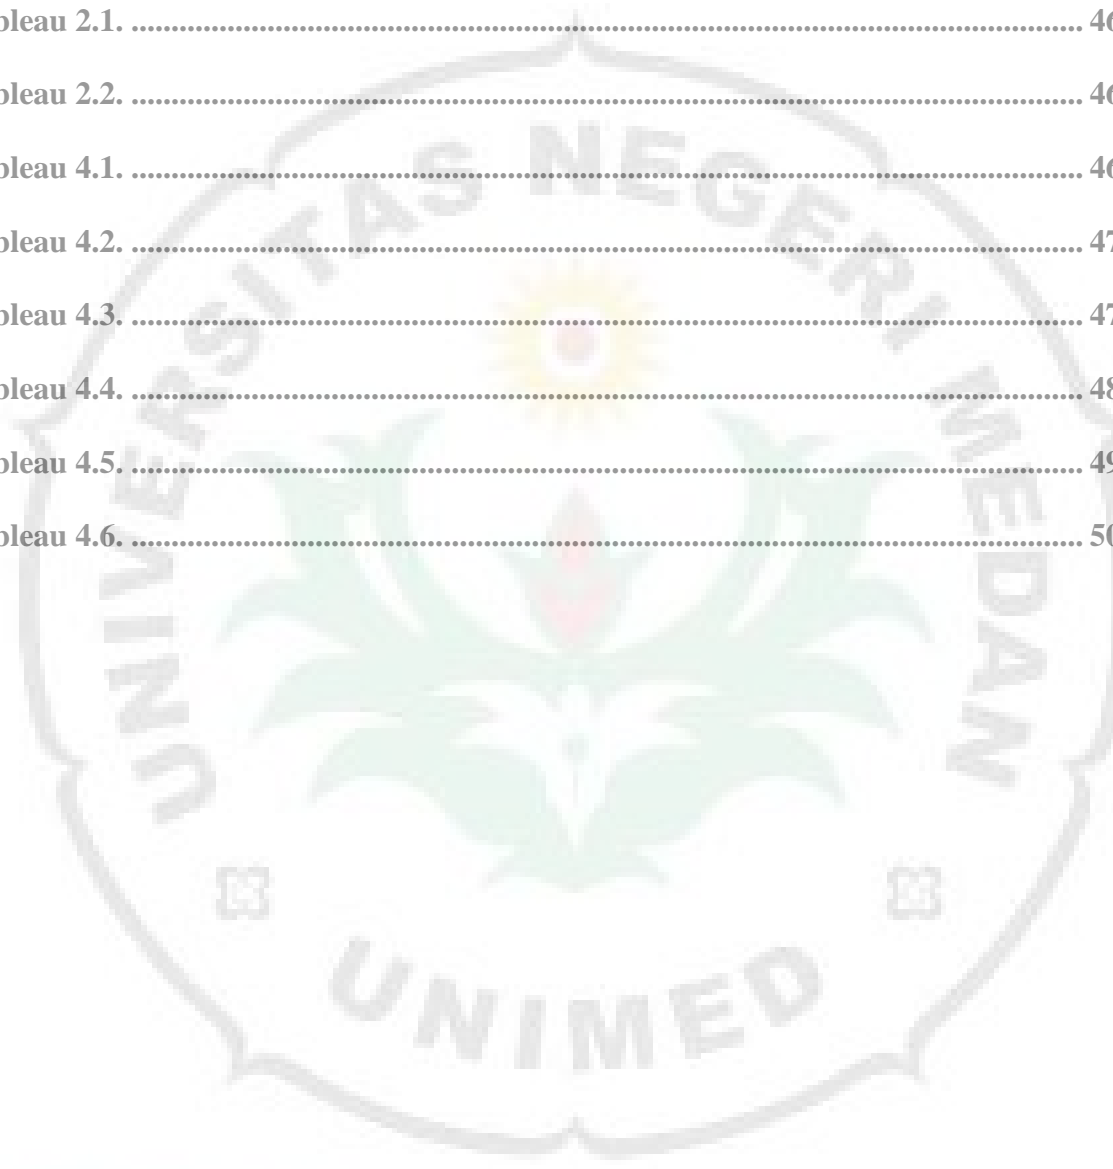 bleau 2.1. ........................................................................ 46
bleau 2.2. ........................................................................ 46
bleau 4.1. ........................................................................ 46
bleau 4.2. ........................................................................ 47
bleau 4.3. ........................................................................ 47
bleau 4.4. ........................................................................ 48
bleau 4.5. ........................................................................ 49
bleau 4.6. ........................................................................ 50
UNIVERSITAS NEGERI MEDAN
UNIMED